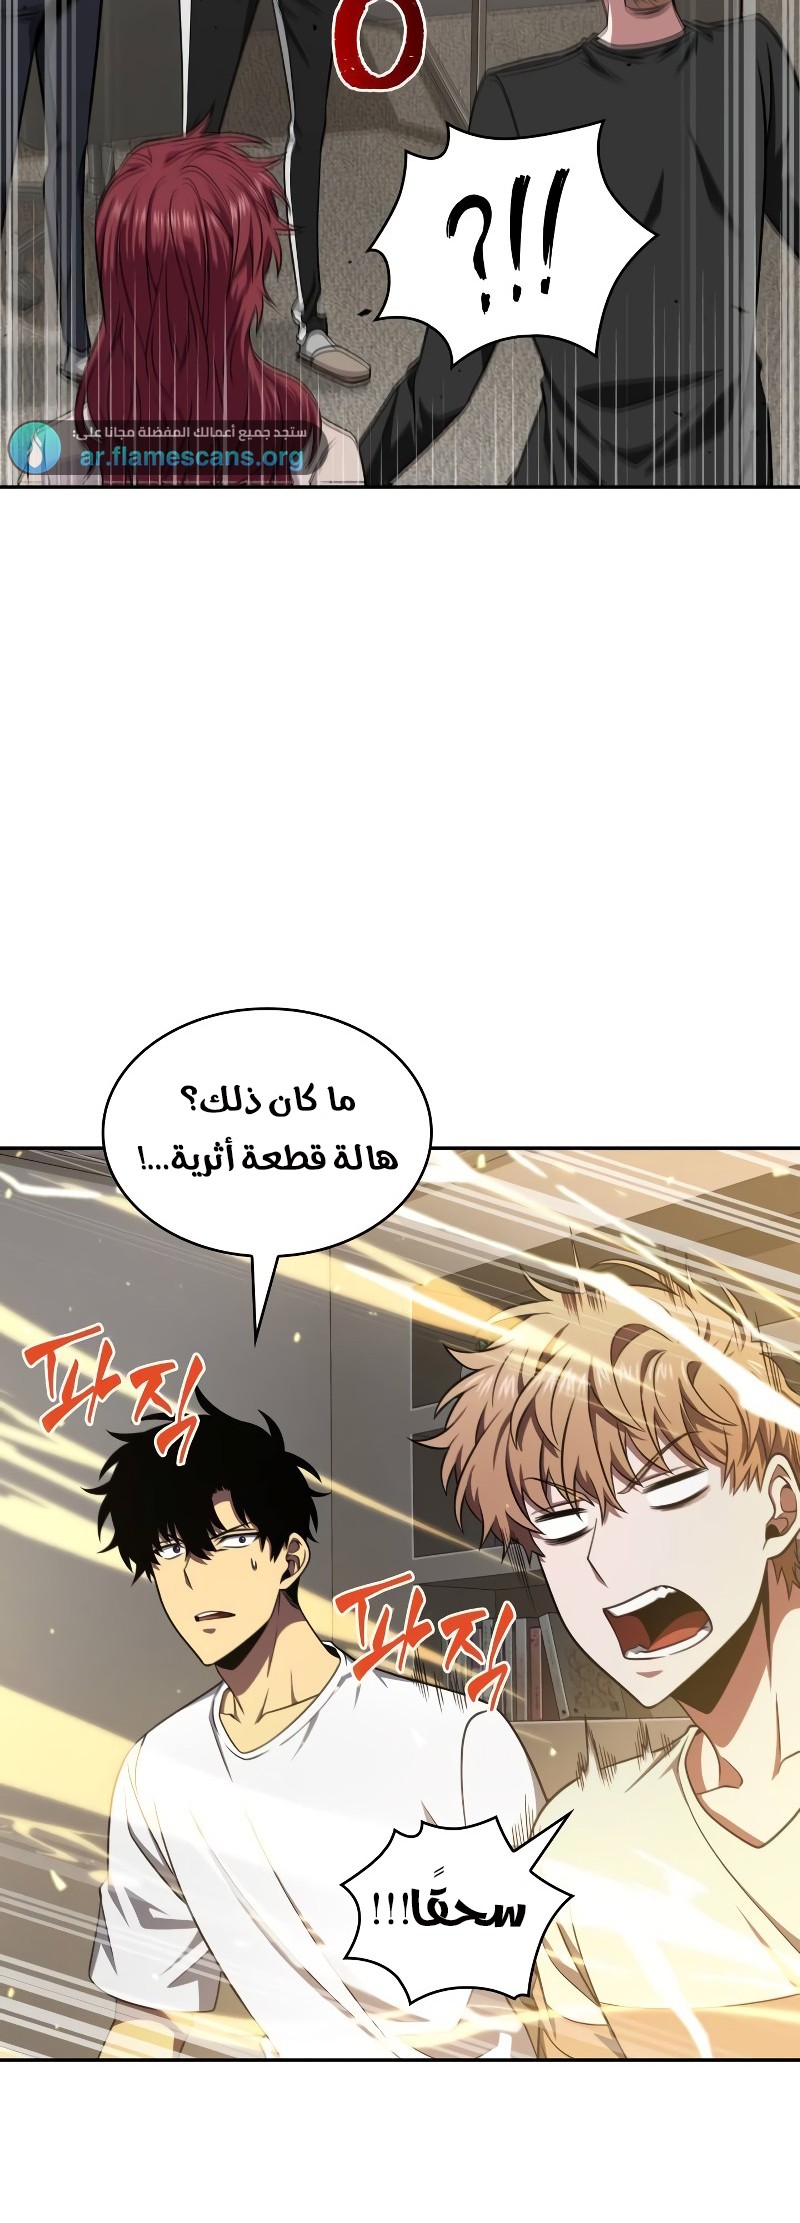 !!؟
ستجد جميع أعمالك المفضلة مجانا على:
ar.flamescans.org
ما كان ذلك؟
هالة قطعة أثرية...!
파직
파직
سحقًا!!!